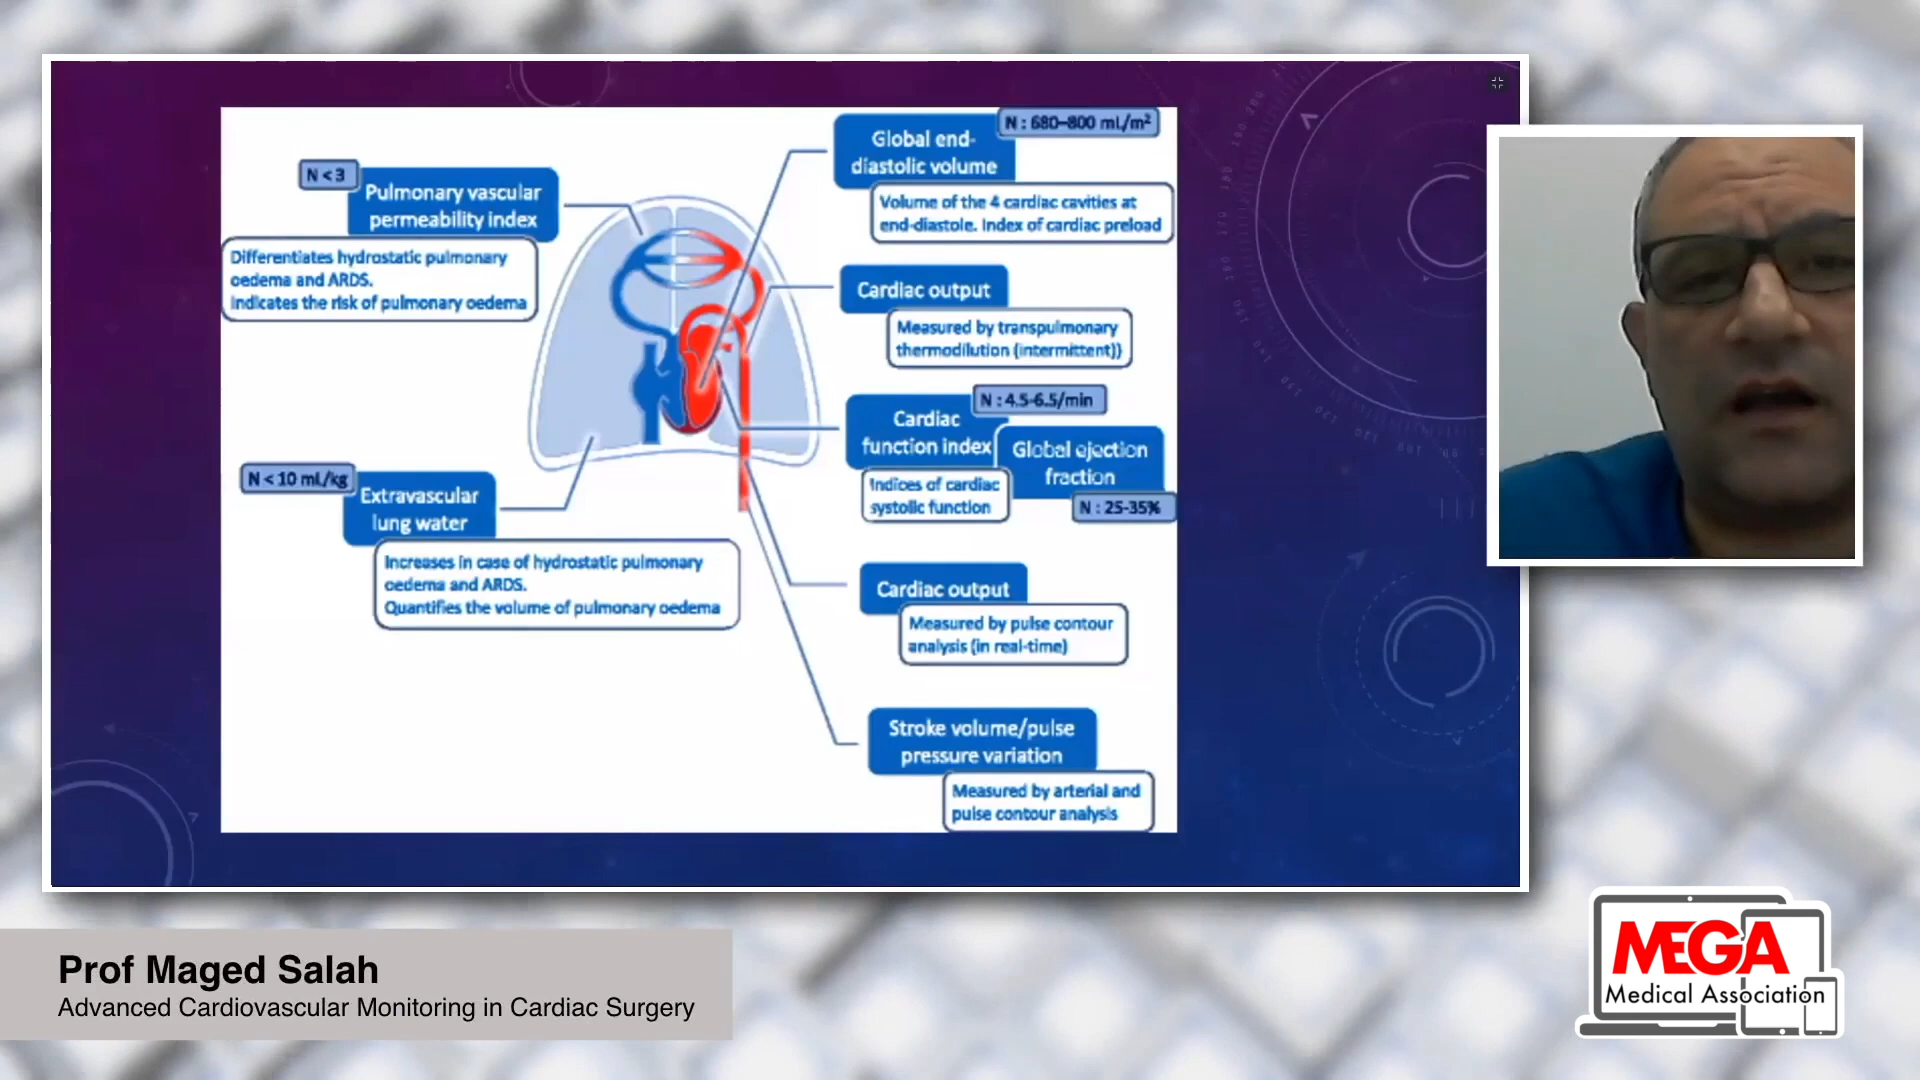 N < 3
Pulmonary vascular
permeability index
Differentiates hydrostatic pulmonary
oedema and ARDS.
Indicates the risk of pulmonary oedema
N < 10 mL/kg
Extravascular
lung water
Increases in case of hydrostatic pulmonary
oedema and ARDS.
Quantifies the volume of pulmonary oedema
N : 680–800 mL/m²
Global end-
diastolic volume
Volume of the 4 cardiac cavities at
end-diastole. Index of cardiac preload
Cardiac output
Measured by transpulmonary
thermodilution (intermittent))
N : 4.5-6.5/min
Cardiac
function index
Global ejection
fraction
N : 25-35%
Indices of cardiac
systolic function
Cardiac output
Measured by pulse contour
analysis (in real-time)
Stroke volume/pulse
pressure variation
Measured by arterial and
pulse contour analysis
Prof Maged Salah
Advanced Cardiovascular Monitoring in Cardiac Surgery
MEGA
Medical Association